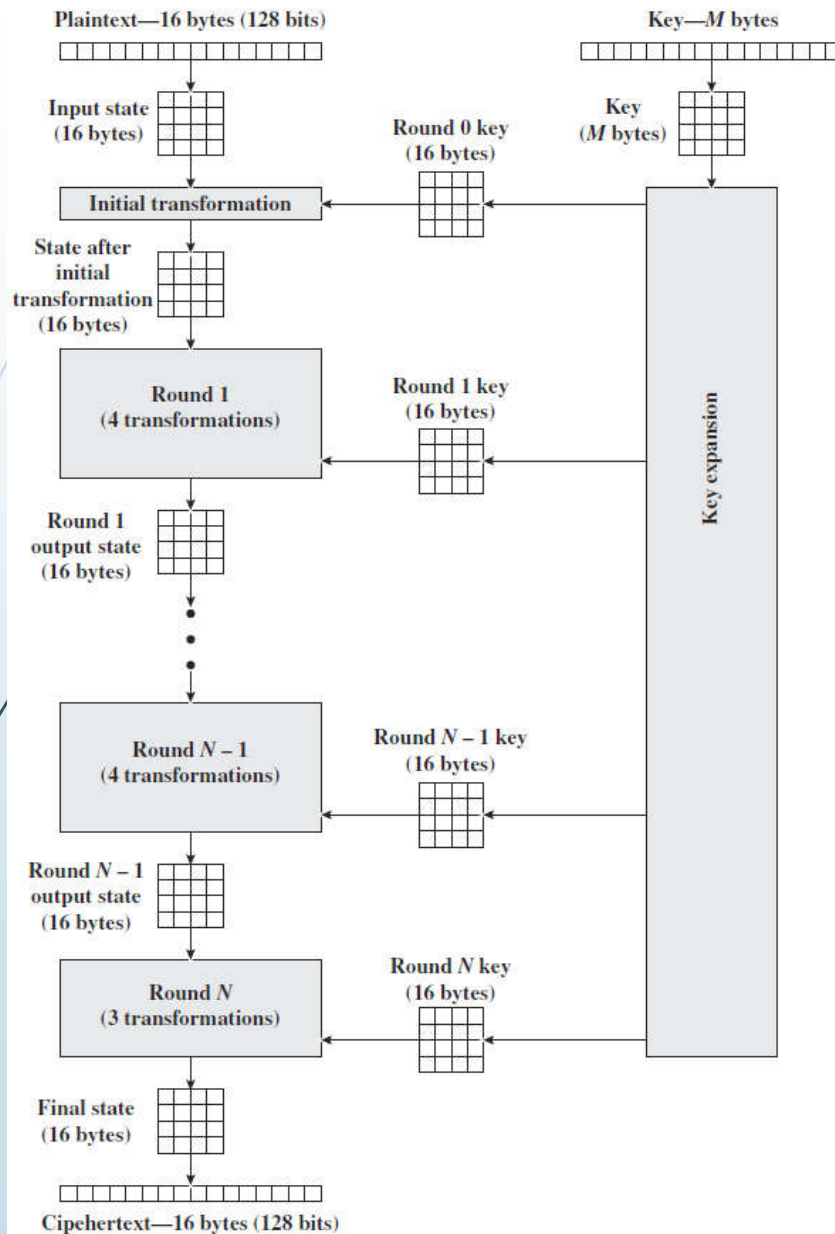 Plaintext—16 bytes (128 bits)
Key—M bytes
Input state
(16 bytes)
Key
(M bytes)
Round 0 key
(16 bytes)
Initial transformation
State after
initial
transformation
(16 bytes)
Round 1
(4 transformations)
Round 1 key
(16 bytes)
Key expansion
Round 1
output state
(16 bytes)
Round N – 1
(4 transformations)
Round N – 1 key
(16 bytes)
Round N – 1
output state
(16 bytes)
Round N
(3 transformations)
Round N key
(16 bytes)
Final state
(16 bytes)
Cipehertext—16 bytes (128 bits)